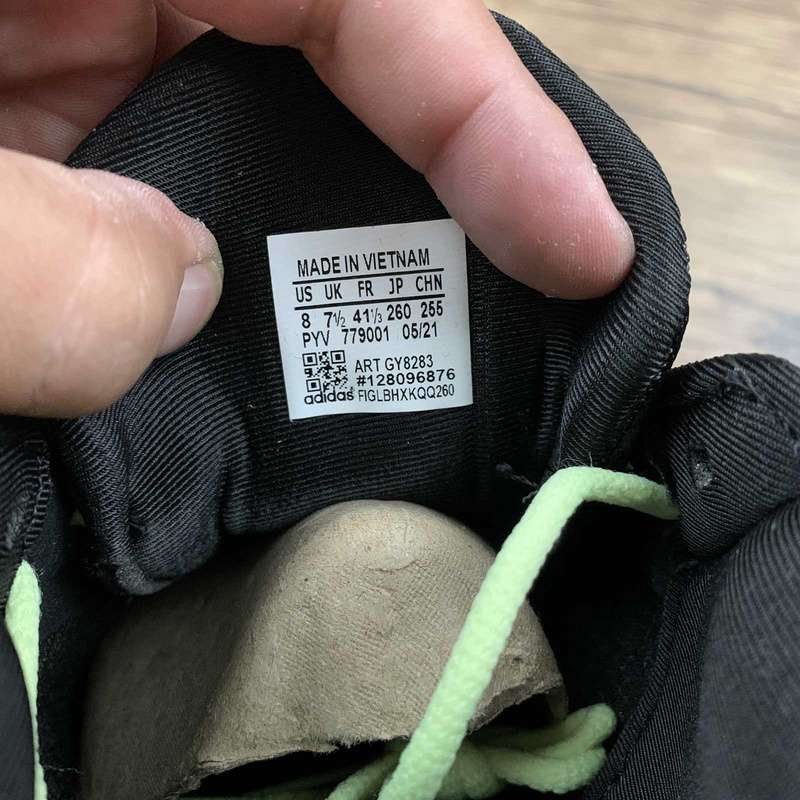 MADE IN VIETNAM
US UK FR JP CHN
8 7½ 41⅓ 260 255
PYV 779001 05/21
ART GY8283
#128096876
adidas FIGLBHXKQQ260